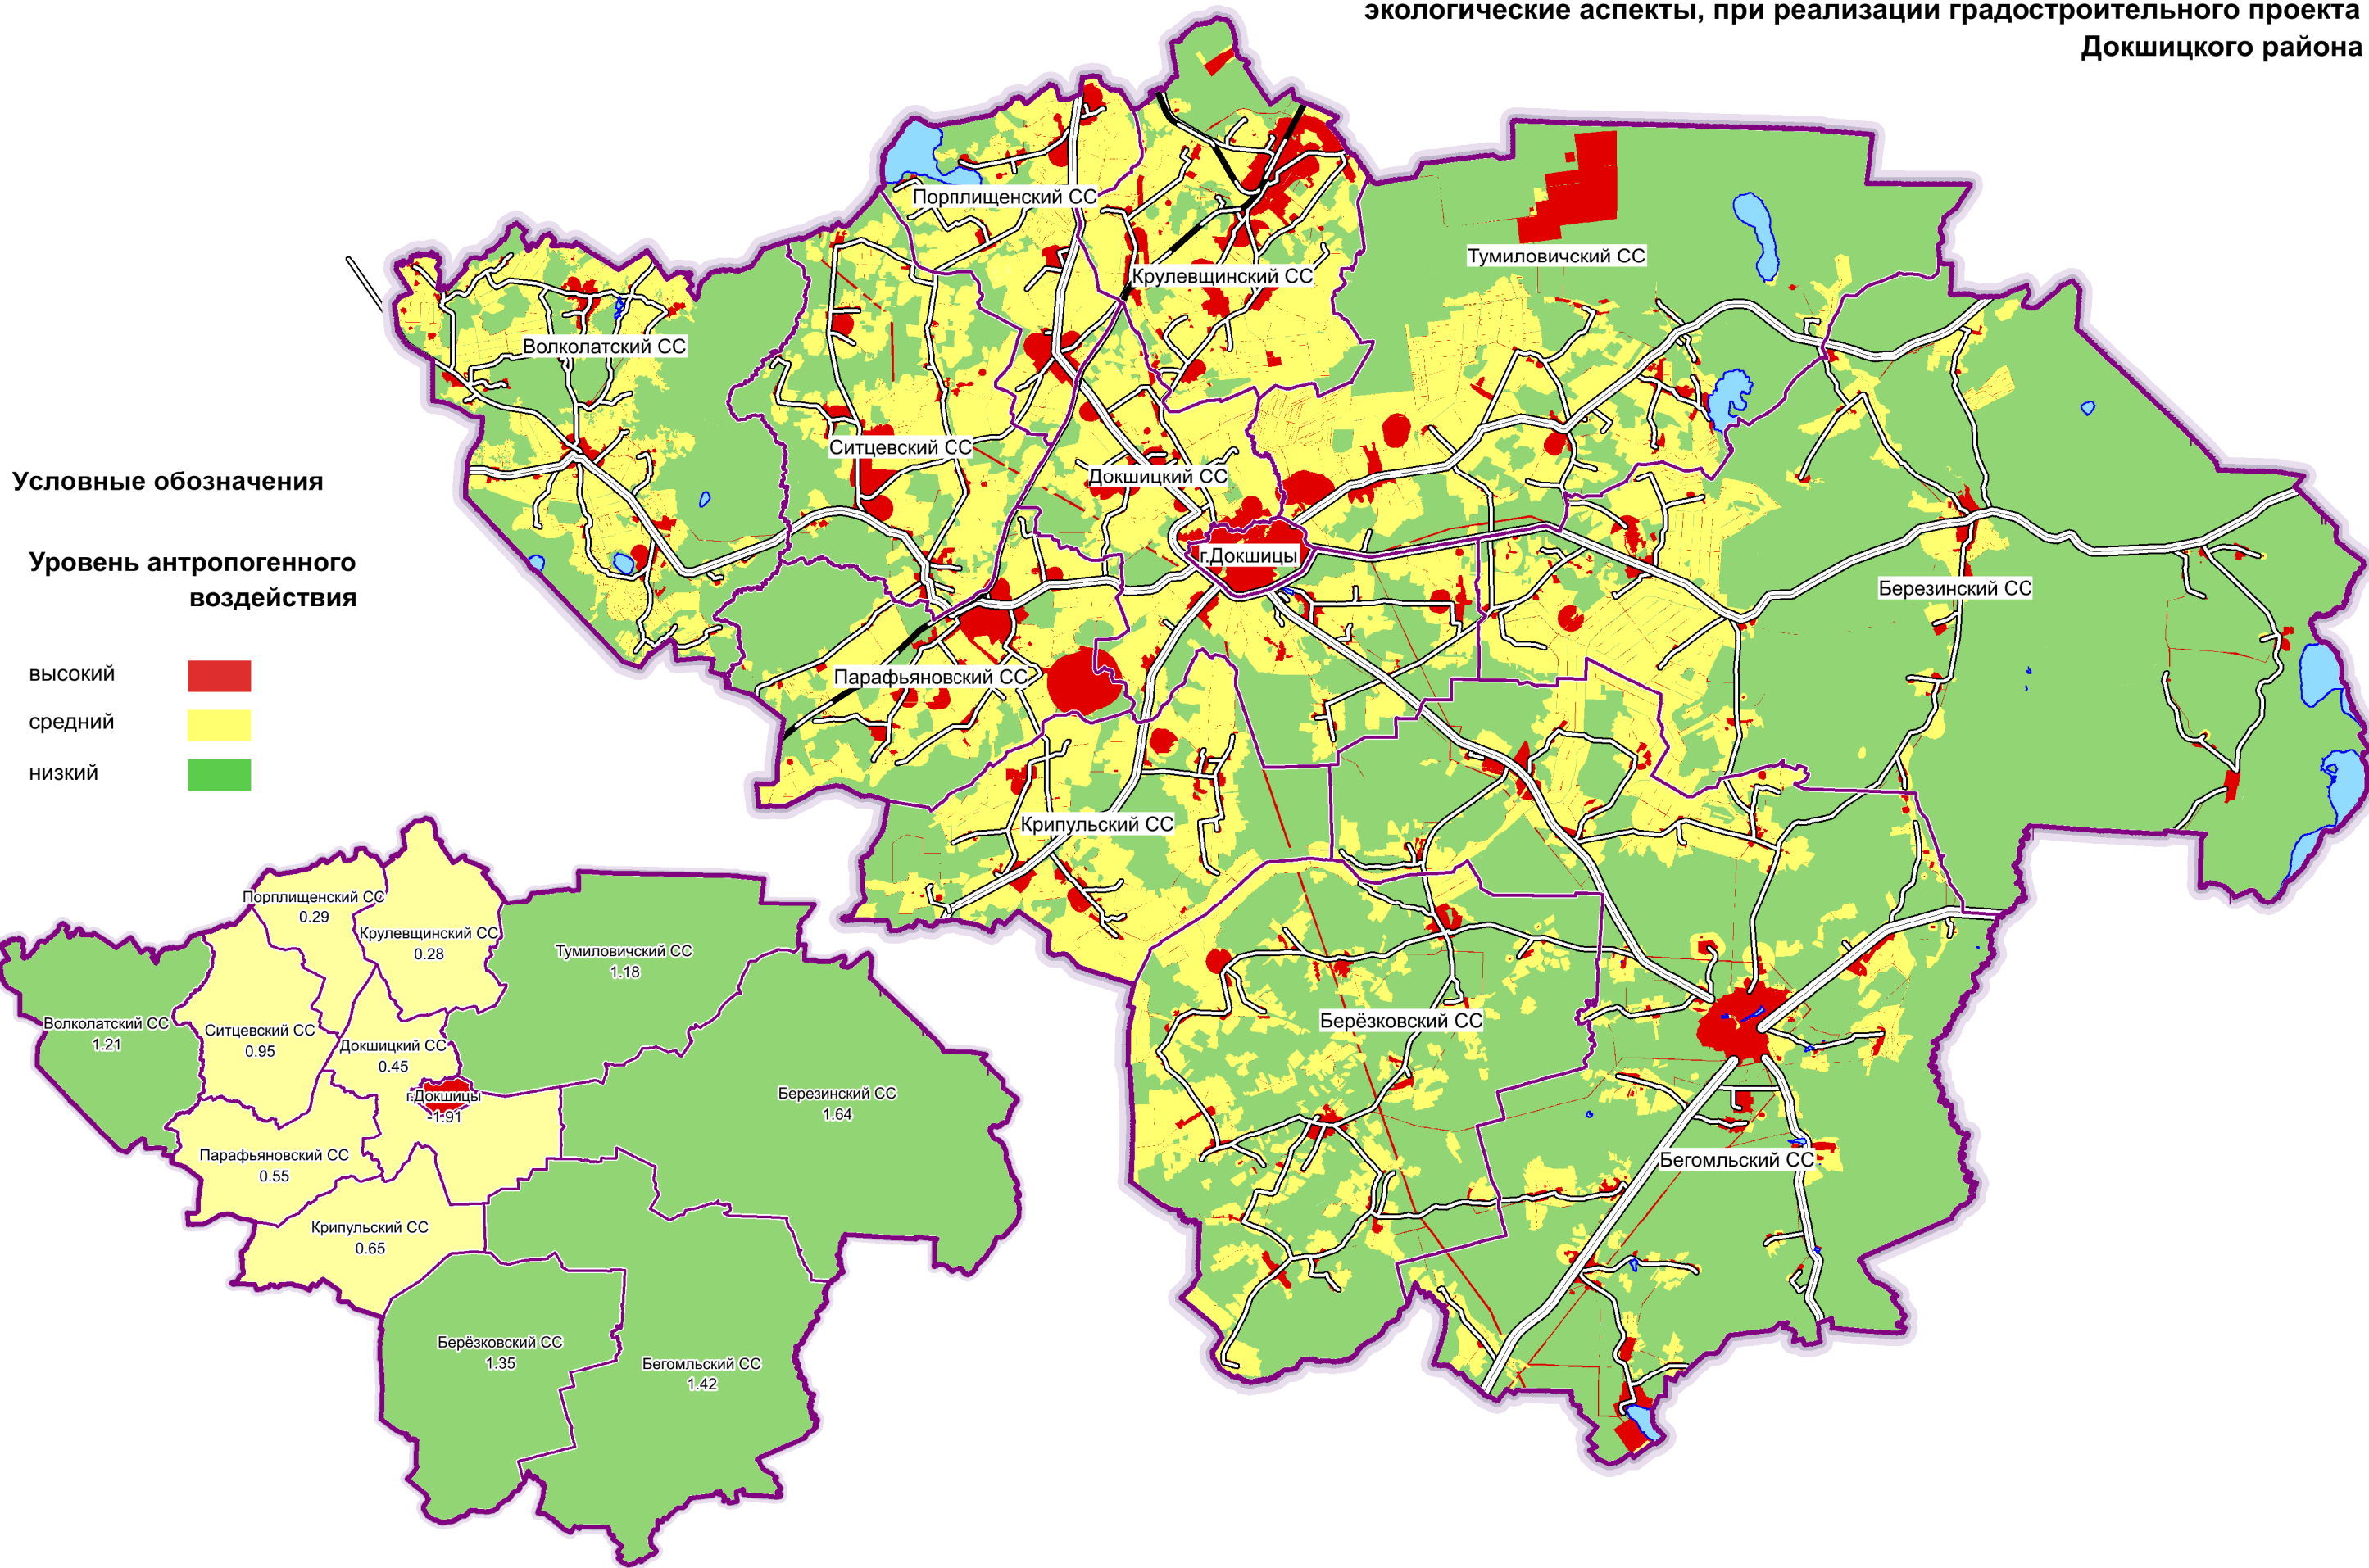 экологические аспекты, при реализации градостроительного проекта
Докшицкого района
Порплищенский СС
Крулевщинский СС
Тумиловичский СС
Волколатский СС
Ситцевский СС
Докшицкий СС
г.Докшицы
Березинский СС
Парафьяновский СС
Крипульский СС
Берёзковский СС
Бегомльский СС
Условные обозначения
Уровень антропогенного
воздействия
высокий
средний
низкий
Порплищенский СС
0.29
Крулевщинский СС
0.28
Тумиловичский СС
1.18
Волколатский СС
1.21
Ситцевский СС
0.95
Докшицкий СС
0.45
г.Докшицы
-1.91
Березинский СС
1.64
Парафьяновский СС
0.55
Крипульский СС
0.65
Берёзковский СС
1.35
Бегомльский СС
1.42